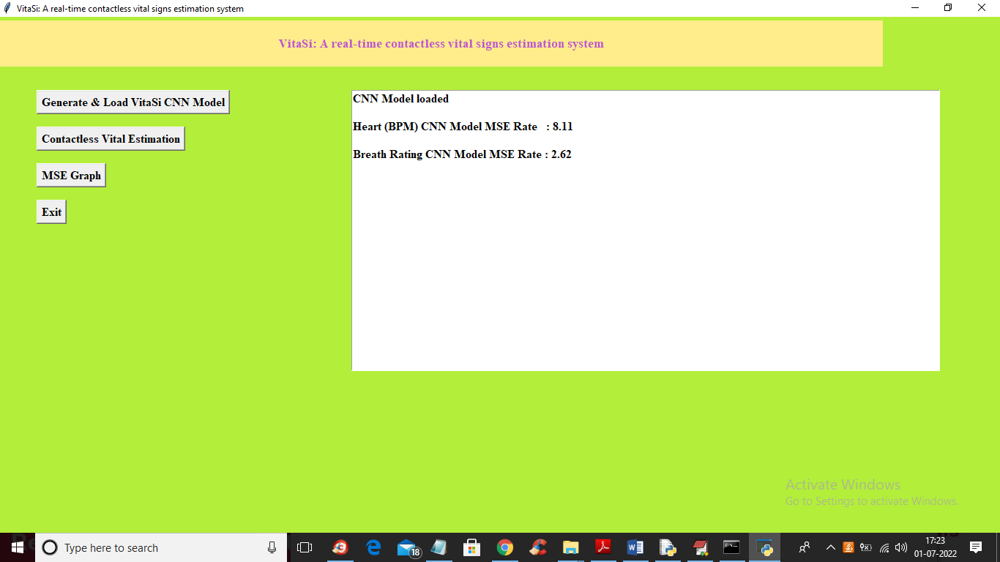 VitaSi: A real-time contactless vital signs estimation system
VitaSi: A real-time contactless vital signs estimation system
Generate & Load VitaSi CNN Model
Contactless Vital Estimation
MSE Graph
Exit
CNN Model loaded
Heart (BPM) CNN Model MSE Rate : 8.11
Breath Rating CNN Model MSE Rate : 2.62
Activate Windows
Go to Settings to activate Windows.
Type here to search
18
17:23
01-07-2022